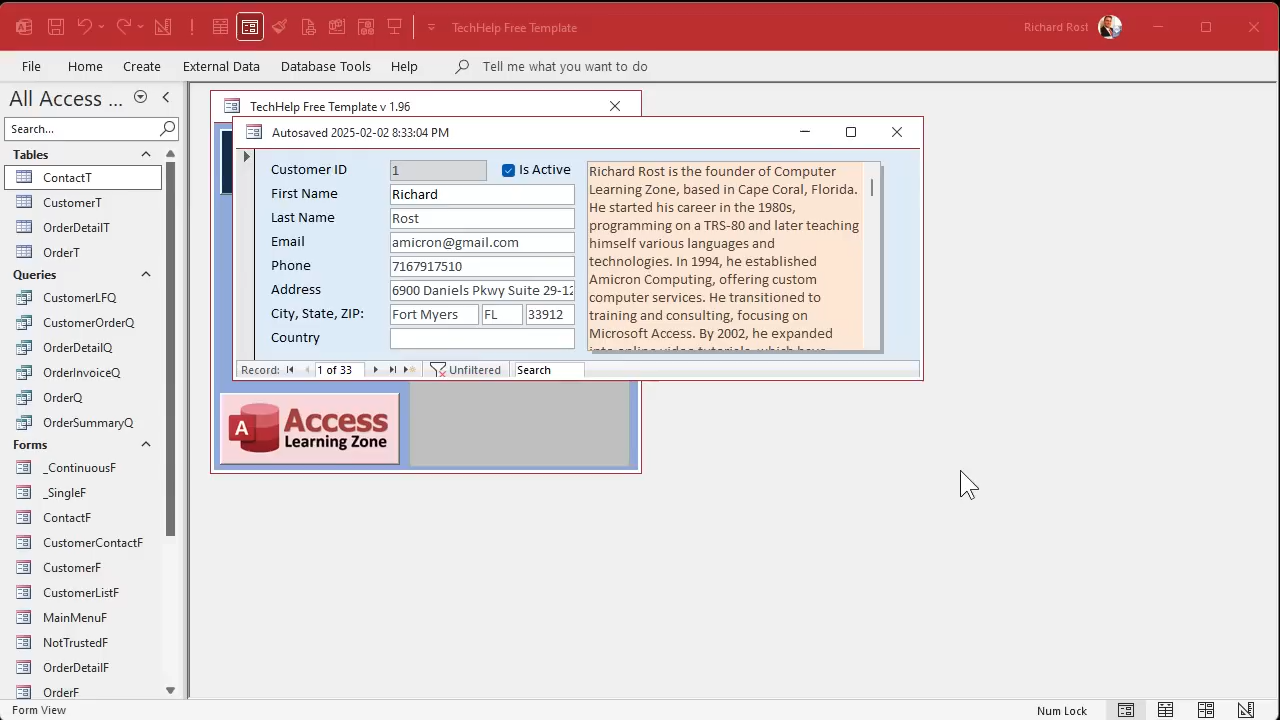 TechHelp Free Template
Richard Rost
File Home Create External Data Database Tools Help Tell me what you want to do
All Access ...
Search...
Tables
ContactT
CustomerT
OrderDetailT
OrderT
Queries
CustomerLFQ
CustomerOrderQ
OrderDetailQ
OrderInvoiceQ
OrderQ
OrderSummaryQ
Forms
_ContinuousF
_SingleF
ContactF
CustomerContactF
CustomerF
CustomerListF
MainMenuF
NotTrustedF
OrderDetailF
OrderF
TechHelp Free Template v 1.96
Autosaved 2025-02-02 8:33:04 PM
Customer ID 1 Is Active
First Name Richard
Last Name Rost
Email amicron@gmail.com
Phone 7167917510
Address 6900 Daniels Pkwy Suite 29-12
City, State, ZIP: Fort Myers FL 33912
Country
Richard Rost is the founder of Computer
Learning Zone, based in Cape Coral, Florida.
He started his career in the 1980s,
programming on a TRS-80 and later teaching
himself various languages and
technologies. In 1994, he established
Amicron Computing, offering custom
computer services. He transitioned to
training and consulting, focusing on
Microsoft Access. By 2002, he expanded
into online video tutorials, which have
Record: 1 of 33 Unfiltered Search
A Access
Learning Zone
Form View
Num Lock